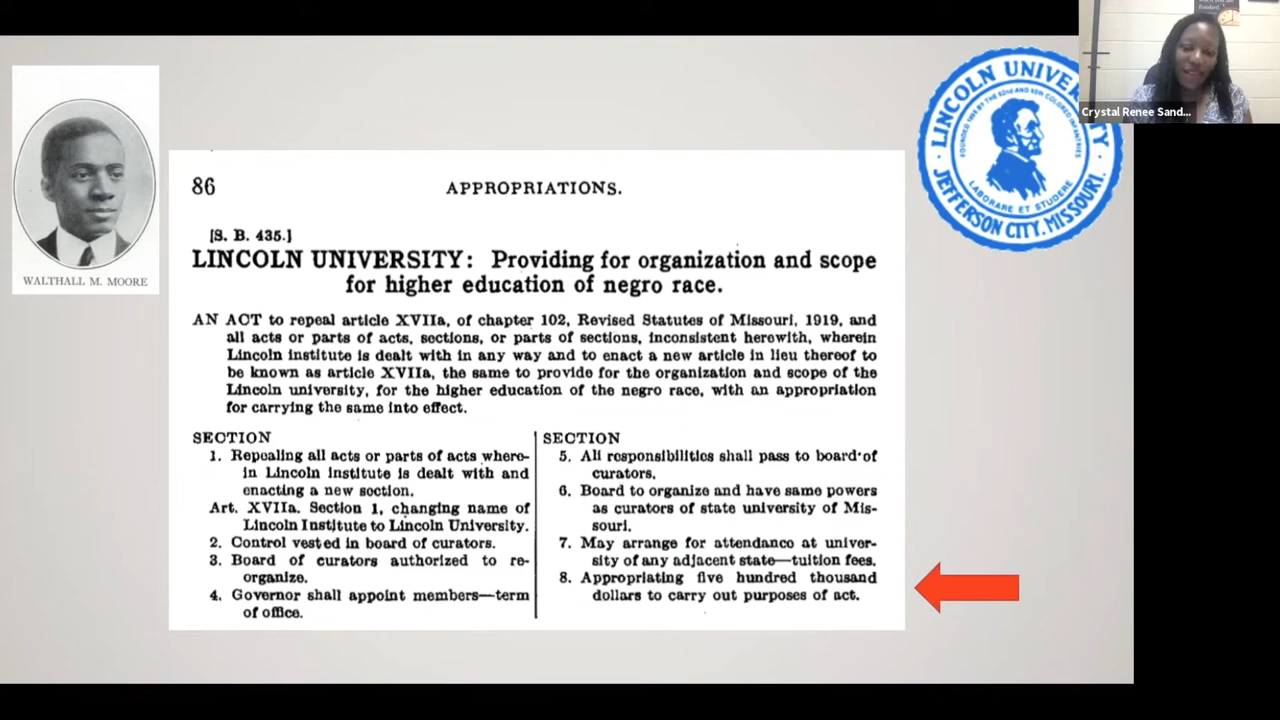 Crystal Renee Sand...
WALTHALL M. MOORE
LINCOLN UNIVERSITY
JEFFERSON CITY, MISSOURI.
FOUNDED 1866 BY THE 62ND AND 65TH COLORED INFANTRIES
LABORARE ET STUDERE
86 APPROPRIATIONS.
[S. B. 435.]
LINCOLN UNIVERSITY: Providing for organization and scope
for higher education of negro race.
AN ACT to repeal article XVIIa, of chapter 102, Revised Statutes of Missouri, 1919, and
all acts or parts of acts, sections, or parts of sections, inconsistent herewith, wherein
Lincoln institute is dealt with in any way and to enact a new article in lieu thereof to
be known as article XVIIa, the same to provide for the organization and scope of the
Lincoln university, for the higher education of the negro race, with an appropriation
for carrying the same into effect.
SECTION
1. Repealing all acts or parts of acts where-
in Lincoln institute is dealt with and
enacting a new section.
Art. XVIIa. Section 1, changing name of
Lincoln Institute to Lincoln University.
2. Control vested in board of curators.
3. Board of curators authorized to re-
organize.
4. Governor shall appoint members—term
of office.
SECTION
5. All responsibilities shall pass to board of
curators.
6. Board to organize and have same powers
as curators of state university of Mis-
souri.
7. May arrange for attendance at univer-
sity of any adjacent state—tuition fees.
8. Appropriating five hundred thousand
dollars to carry out purposes of act.